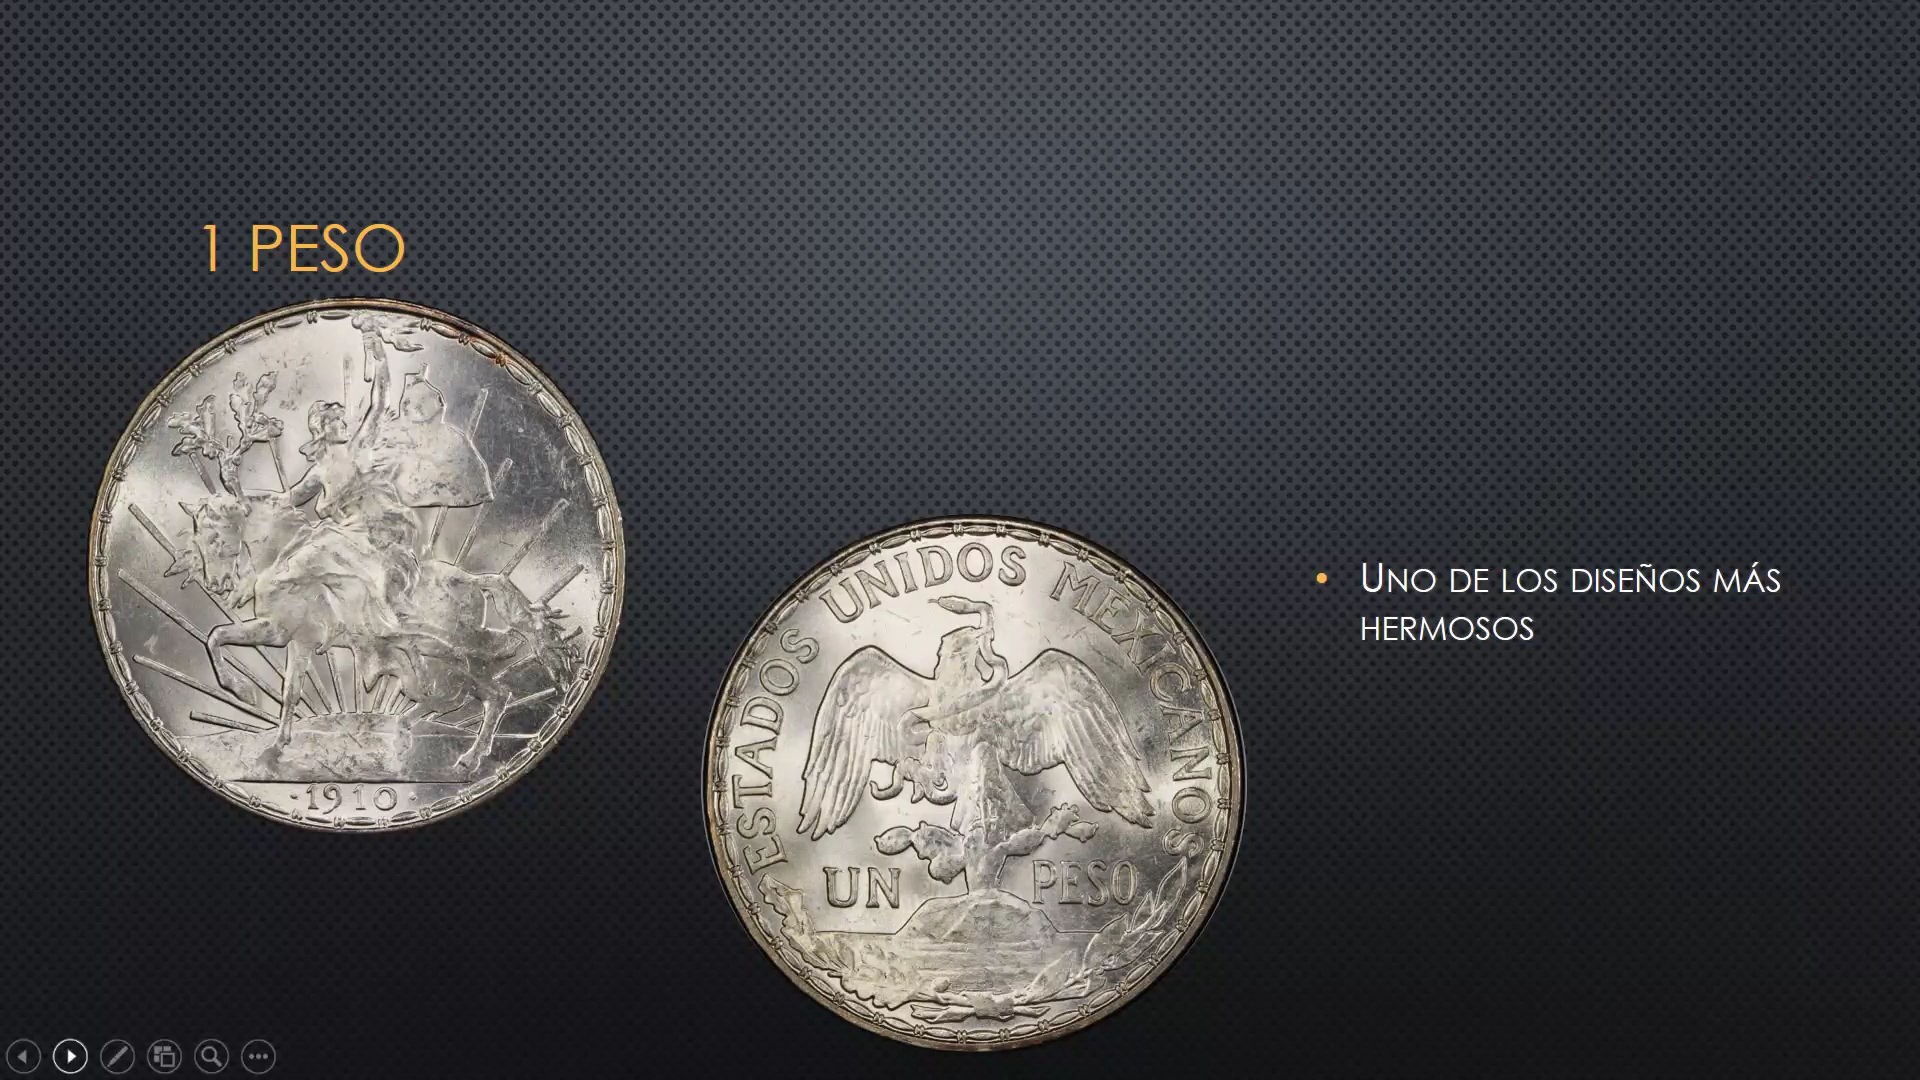 1 PESO
·1910·
ESTADOS UNIDOS MEXICANOS
UN PESO
• UNO DE LOS DISEÑOS MÁS
HERMOSOS